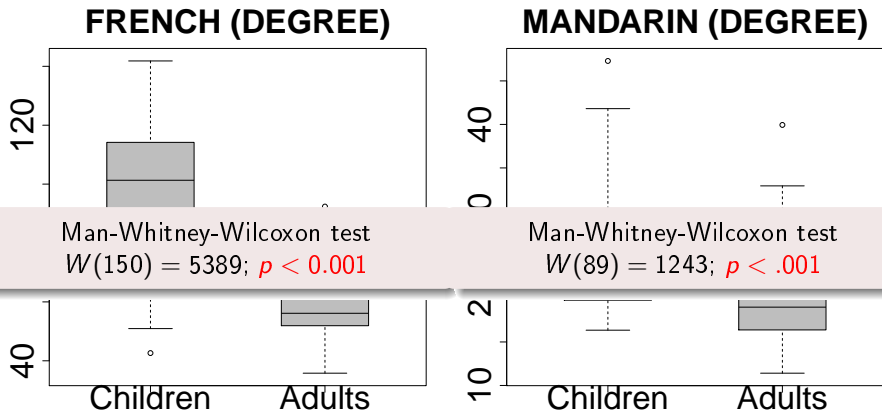 FRENCH (DEGREE)
120
Man-Whitney-Wilcoxon test
W(150) = 5389; p < 0.001
40
Children Adults
MANDARIN (DEGREE)
40
Man-Whitney-Wilcoxon test
W(89) = 1243; p < .001
10
Children Adults